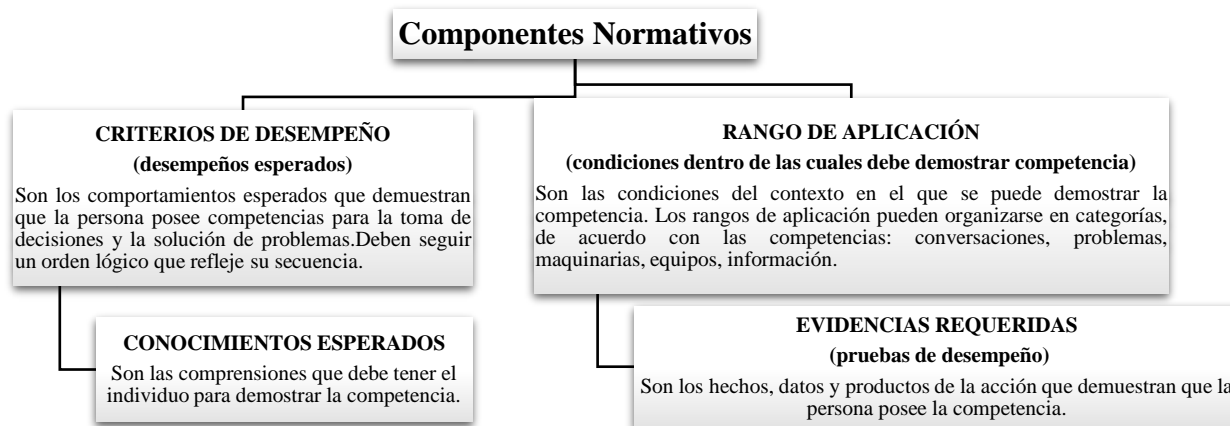 Componentes Normativos
CRITERIOS DE DESEMPEÑO
(desempeños esperados)
Son los comportamientos esperados que demuestran
que la persona posee competencias para la toma de
decisiones y la solución de problemas.Deben seguir
un orden lógico que refleje su secuencia.
CONOCIMIENTOS ESPERADOS
Son las comprensiones que debe tener el
individuo para demostrar la competencia.
RANGO DE APLICACIÓN
(condiciones dentro de las cuales debe demostrar competencia)
Son las condiciones del contexto en el que se puede demostrar la
competencia. Los rangos de aplicación pueden organizarse en categorías,
de acuerdo con las competencias: conversaciones, problemas,
maquinarias, equipos, información.
EVIDENCIAS REQUERIDAS
(pruebas de desempeño)
Son los hechos, datos y productos de la acción que demuestran que la
persona posee la competencia.